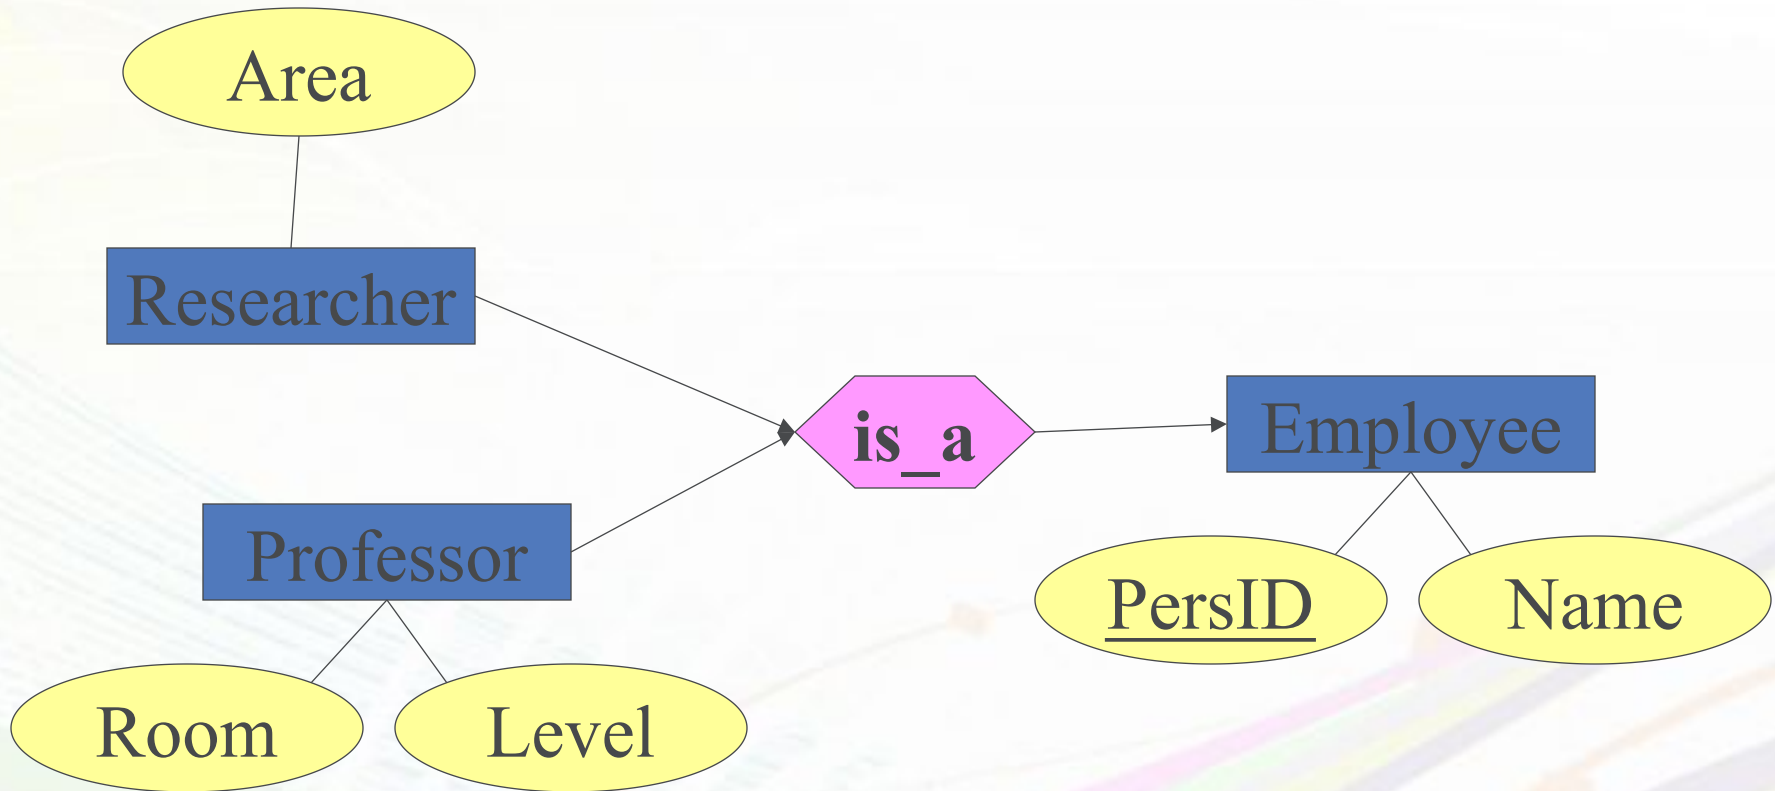 Area
Researcher
is_a
Employee
Professor
PersID
Name
Room
Level